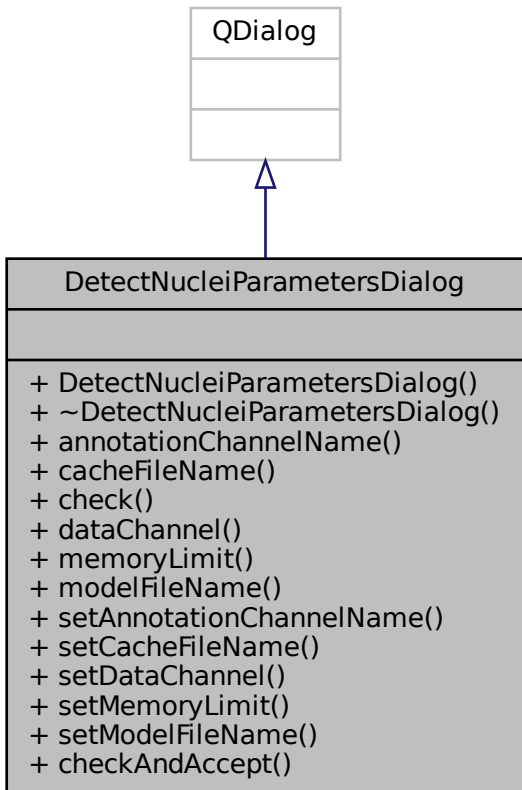 QDialog
DetectNucleiParametersDialog
+ DetectNucleiParametersDialog()
+ ~DetectNucleiParametersDialog()
+ annotationChannelName()
+ cacheFileName()
+ check()
+ dataChannel()
+ memoryLimit()
+ modelFileName()
+ setAnnotationChannelName()
+ setCacheFileName()
+ setDataChannel()
+ setMemoryLimit()
+ setModelFileName()
+ checkAndAccept()